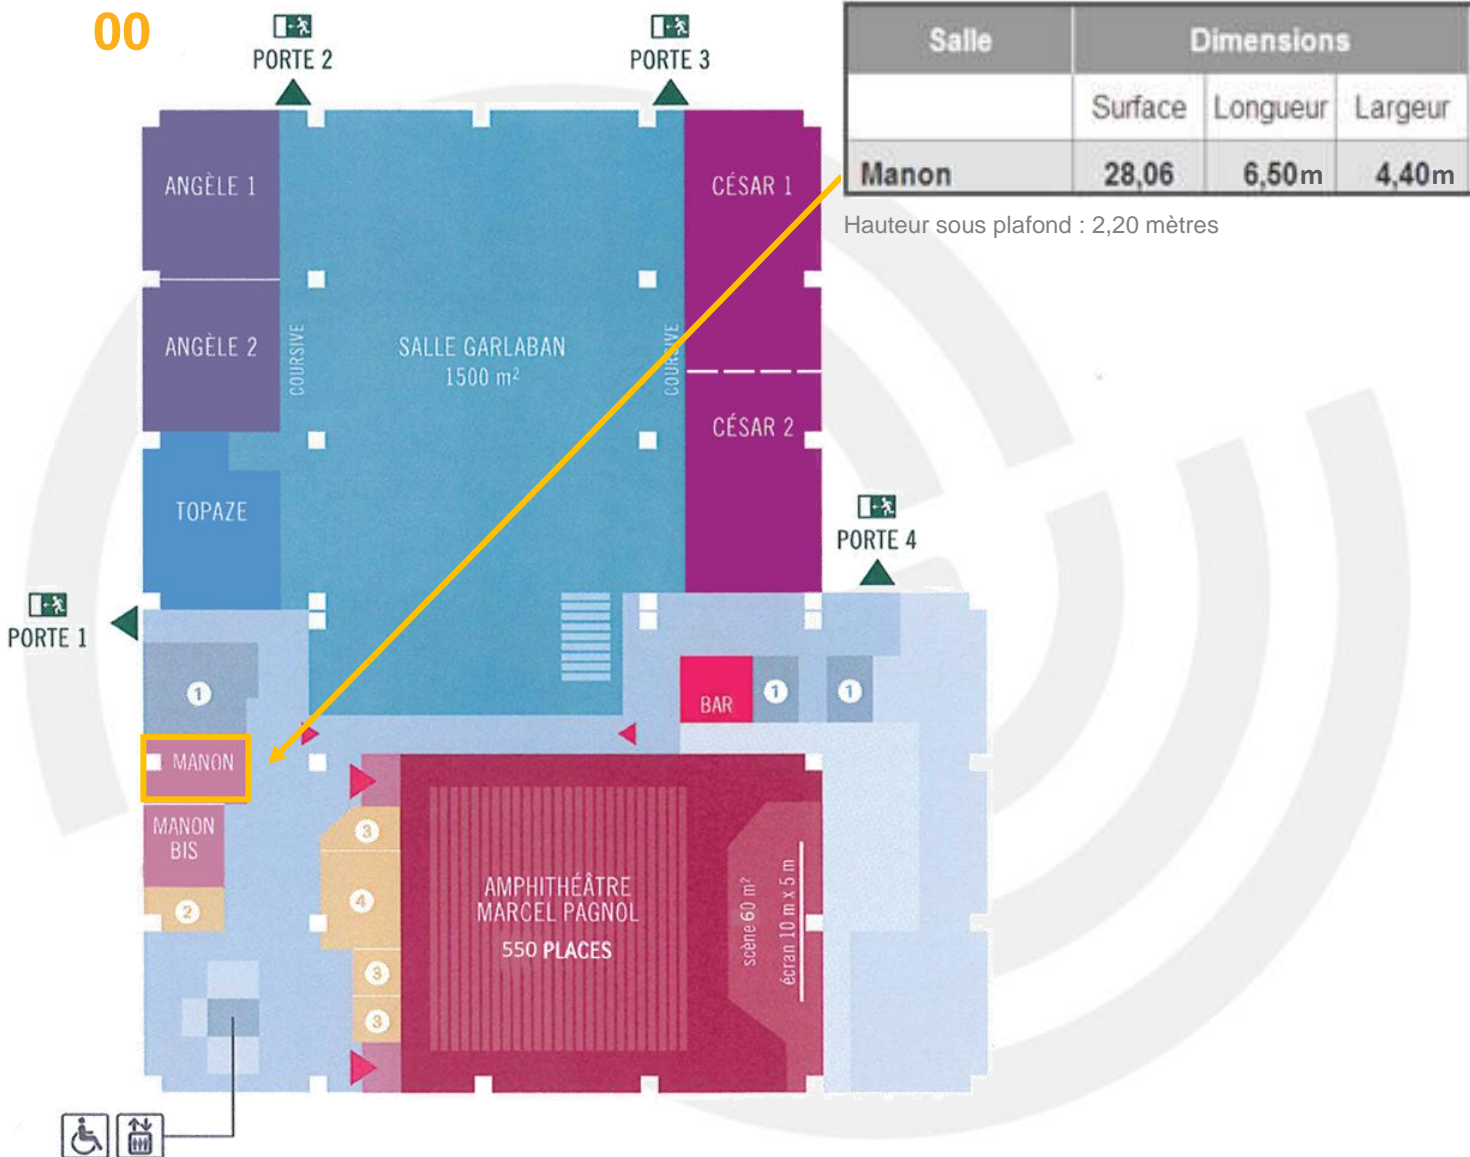 00
PORTE 2
PORTE 3
Salle
Dimensions
Surface
Longueur
Largeur
Manon
28,06
6,50m
4,40m
Hauteur sous plafond : 2,20 mètres
ANGÈLE 1
CÉSAR 1
ANGÈLE 2
COURSIVE
SALLE GARLABAN
1500 m²
COURSIVE
CÉSAR 2
TOPAZE
PORTE 4
PORTE 1
1
BAR
1
1
MANON
MANON
BIS
2
3
4
3
3
AMPHITHÉÂTRE
MARCEL PAGNOL
550 PLACES
scène 60 m²
écran 10 m x 5 m